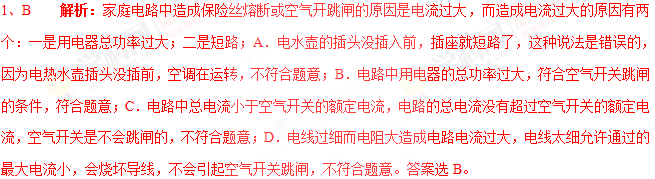 1、B 解析：家庭电路中造成保险丝熔断或空气开跳闸的原因是电流过大，而造成电流过大的原因有两
个：一是用电器总功率过大；二是短路；A．电水壶的插头没插入前，插座就短路了，这种说法是错误的，
因为电热水壶插头没插前，空调在运转，不符合题意；B．电路中用电器的总功率过大，符合空气开关跳闸
的条件，符合题意；C．电路中总电流小于空气开关的额定电流，电路的总电流没有超过空气开关的额定电
流，空气开关是不会跳闸的，不符合题意；D．电线过细而电阻大造成电路电流过大，电线太细允许通过的
最大电流小，会烧坏导线，不会引起空气开关跳闸，不符合题意。答案选 B。